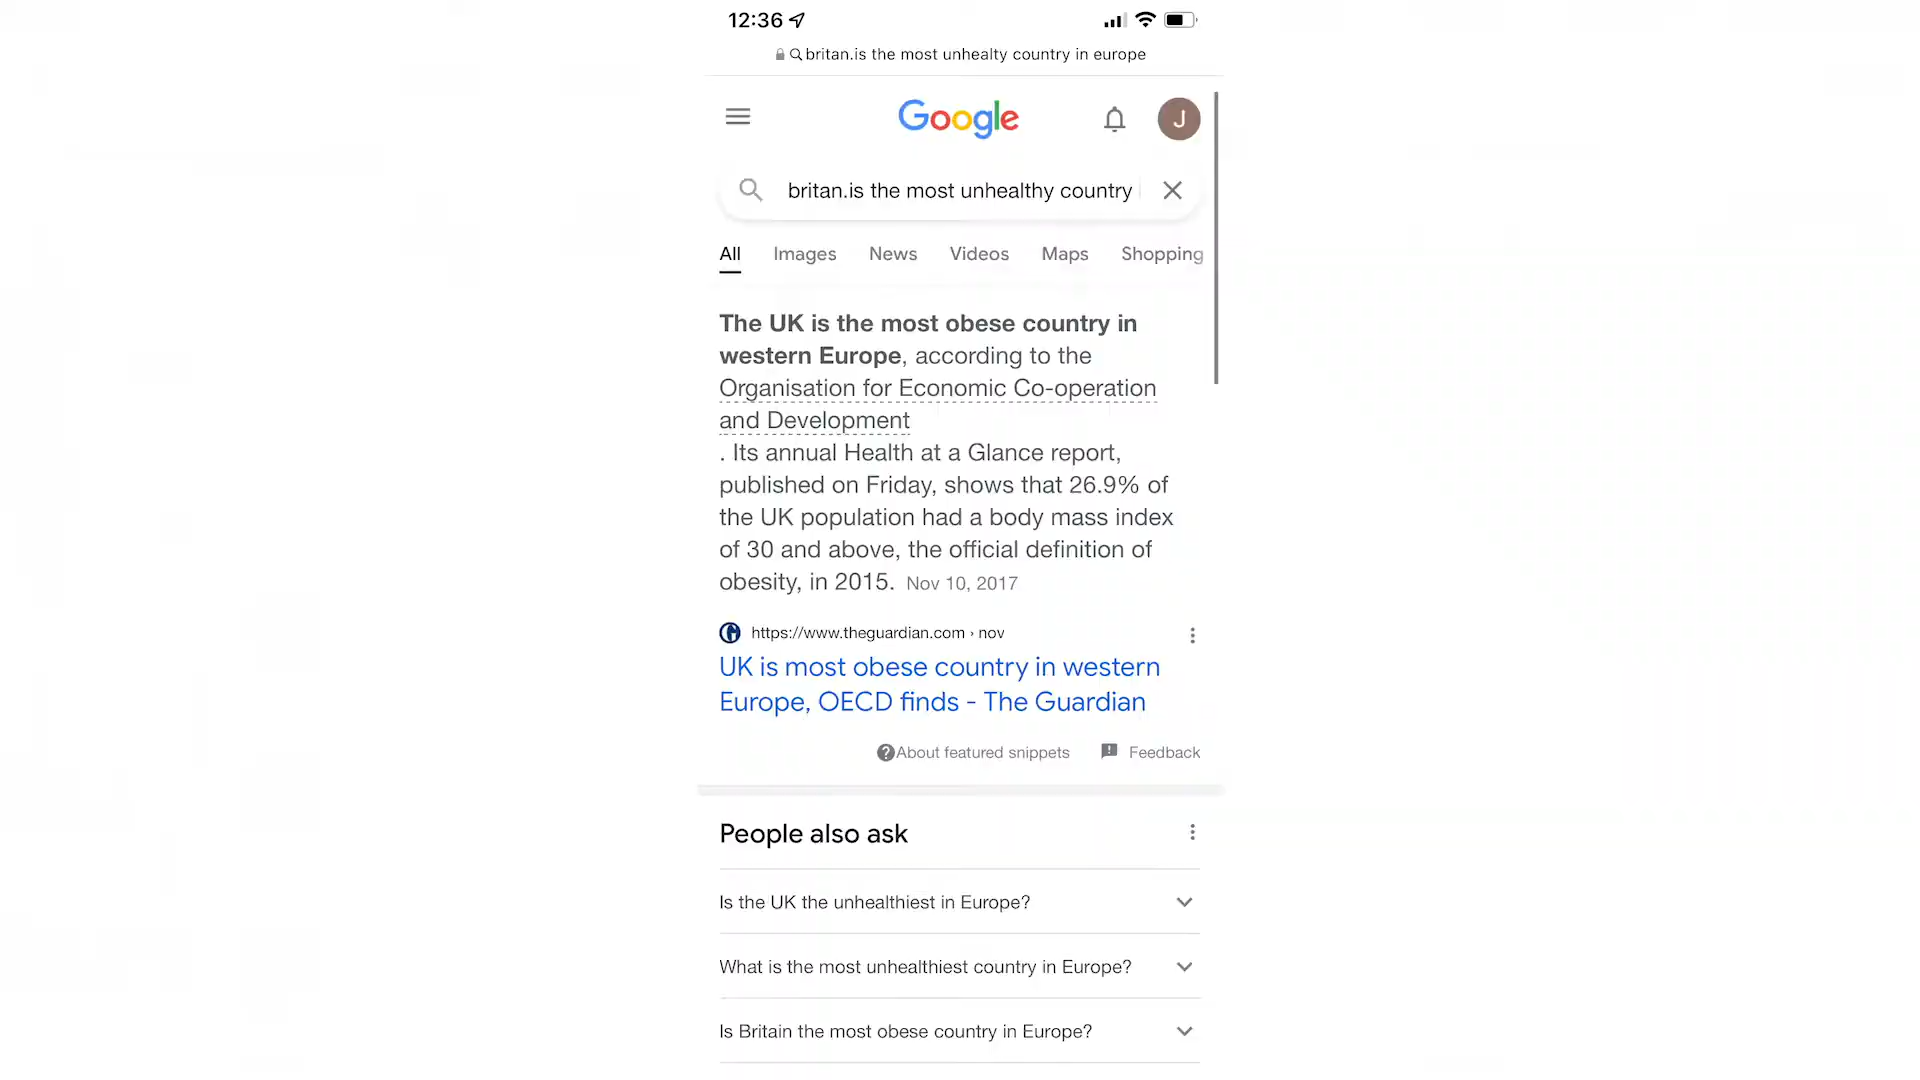 12:36
britan.is the most unhealty country in europe
Google
J
britan.is the most unhealthy country
All Images News Videos Maps Shopping
The UK is the most obese country in
western Europe, according to the
Organisation for Economic Co-operation
and Development
. Its annual Health at a Glance report,
published on Friday, shows that 26.9% of
the UK population had a body mass index
of 30 and above, the official definition of
obesity, in 2015. Nov 10, 2017
https://www.theguardian.com › nov
UK is most obese country in western
Europe, OECD finds - The Guardian
About featured snippets Feedback
People also ask
Is the UK the unhealthiest in Europe?
What is the most unhealthiest country in Europe?
Is Britain the most obese country in Europe?